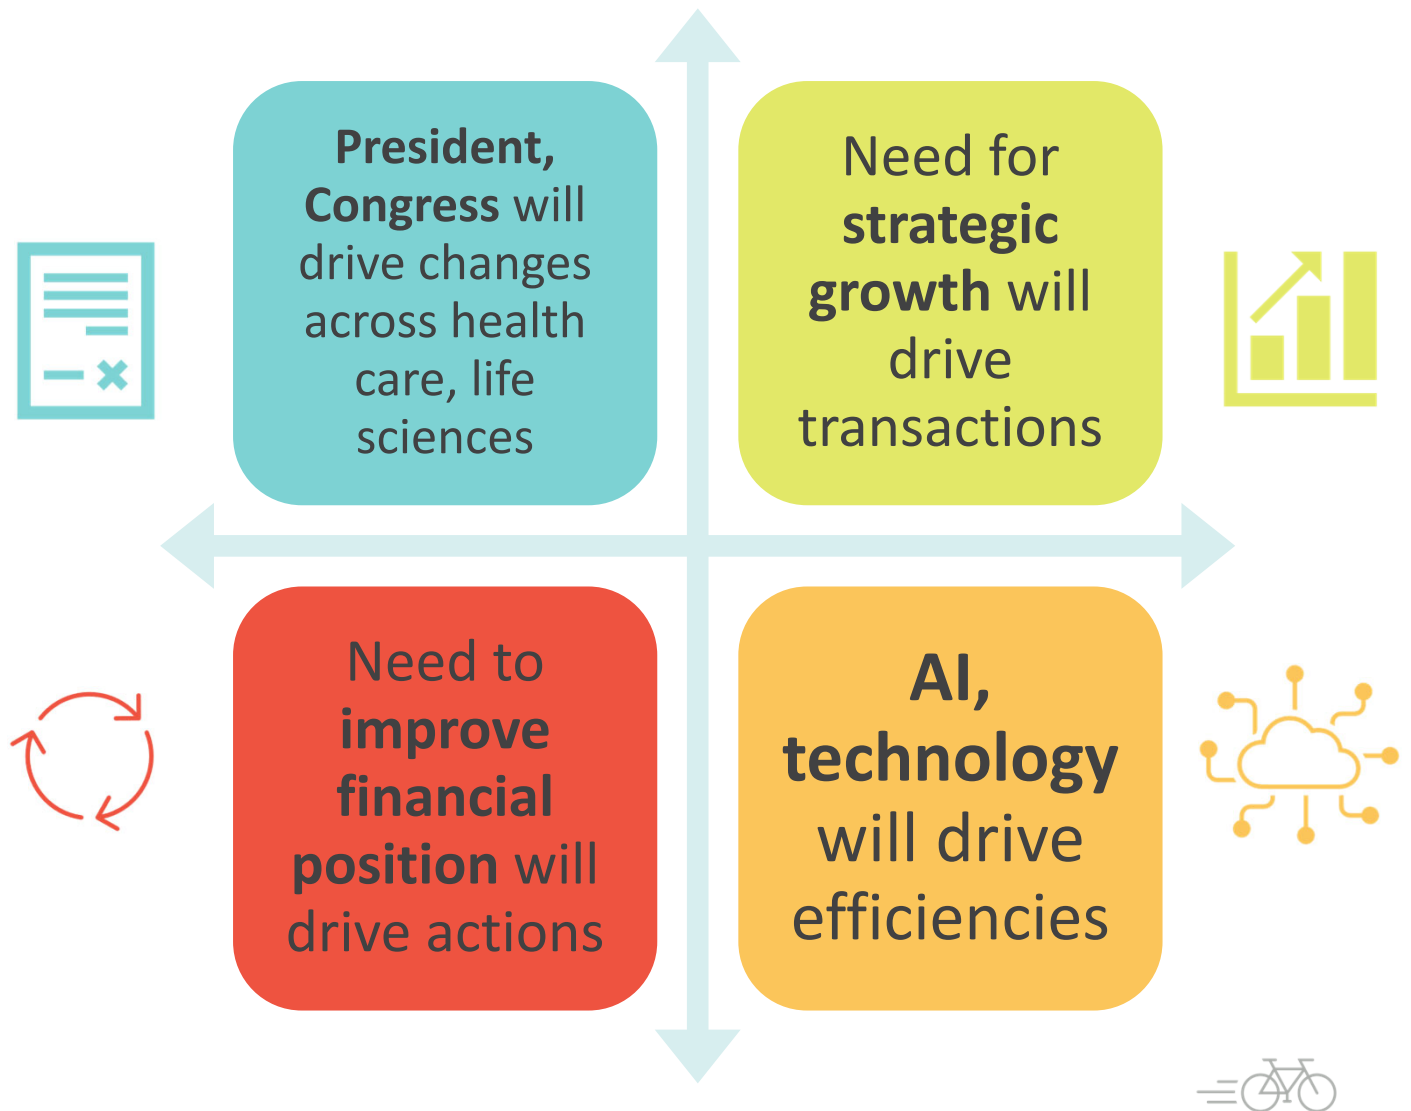 President,
Congress will
drive changes
across health
care, life
sciences
Need for
strategic
growth will
drive
transactions
Need to
improve
financial
position will
drive actions
AI,
technology
will drive
efficiencies